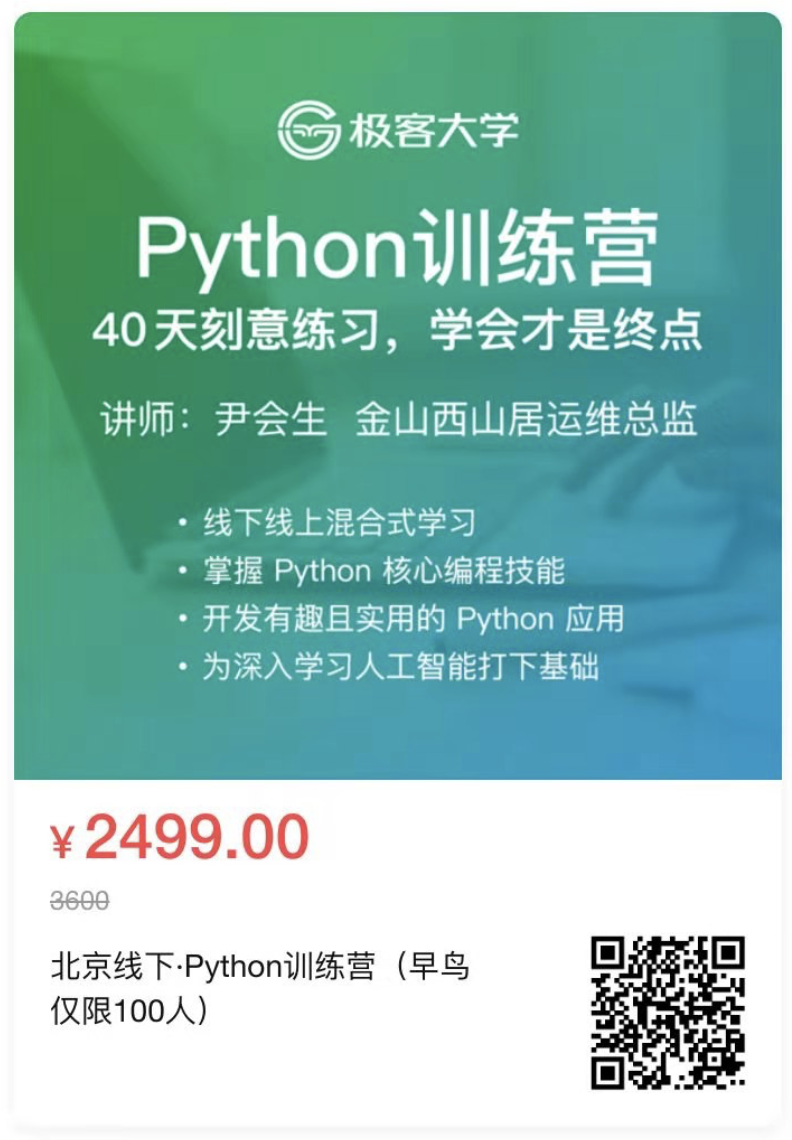 极客大学
Python训练营
40天刻意练习，学会才是终点
讲师：尹会生 金山西山居运维总监
• 线下线上混合式学习
• 掌握 Python 核心编程技能
• 开发有趣且实用的 Python 应用
• 为深入学习人工智能打下基础
¥2499.00
3600
北京线下·Python训练营（早鸟
仅限100人）